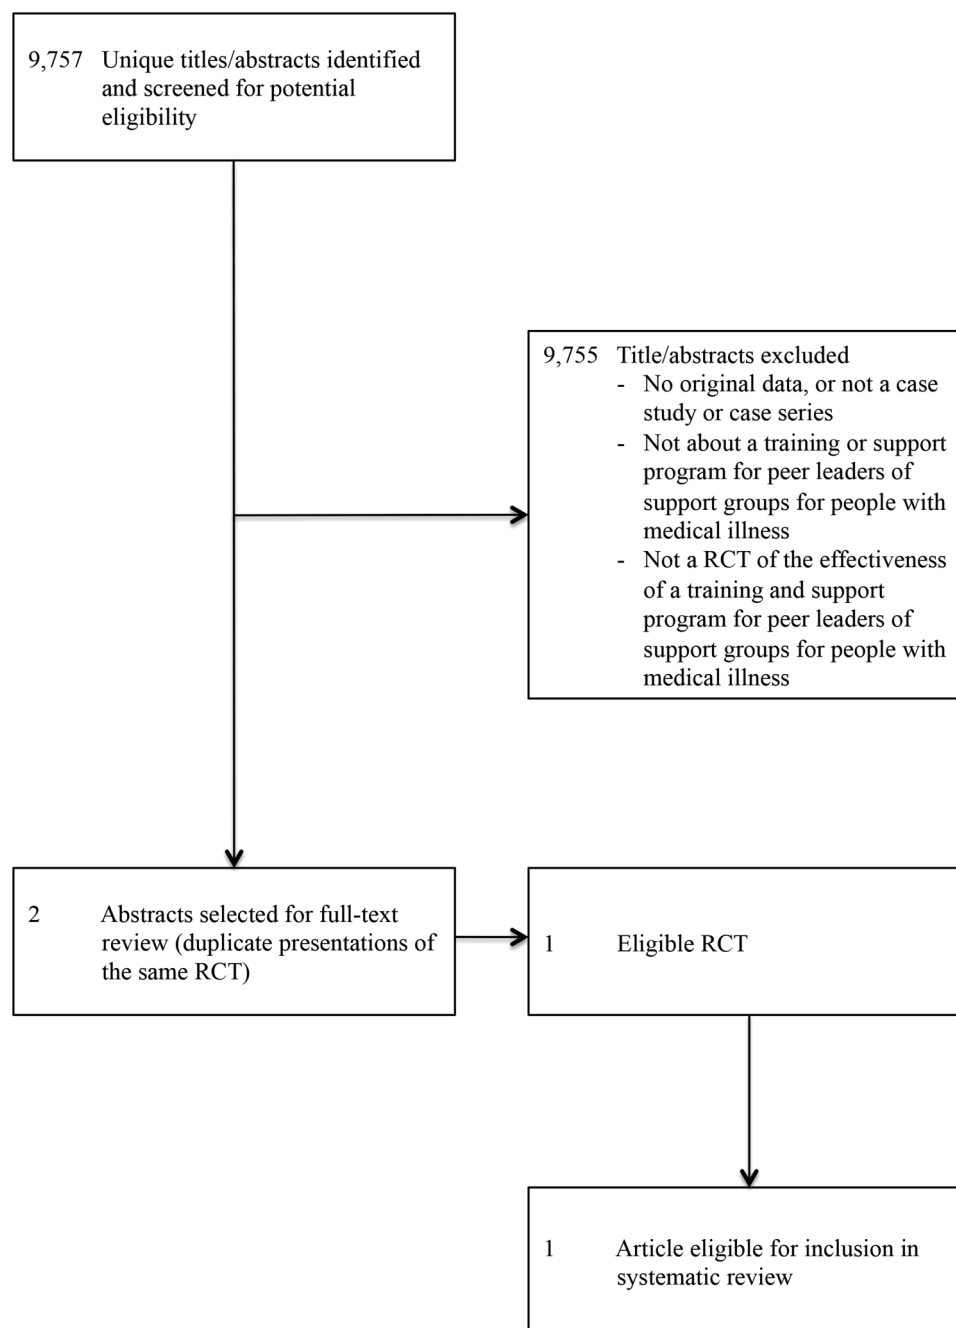 9,757 Unique titles/abstracts identified
and screened for potential
eligibility
9,755 Title/abstracts excluded
- No original data, or not a case
study or case series
- Not about a training or support
program for peer leaders of
support groups for people with
medical illness
- Not a RCT of the effectiveness
of a training and support
program for peer leaders of
support groups for people with
medical illness
2 Abstracts selected for full-text
review (duplicate presentations of
the same RCT)
1 Eligible RCT
1 Article eligible for inclusion in
systematic review